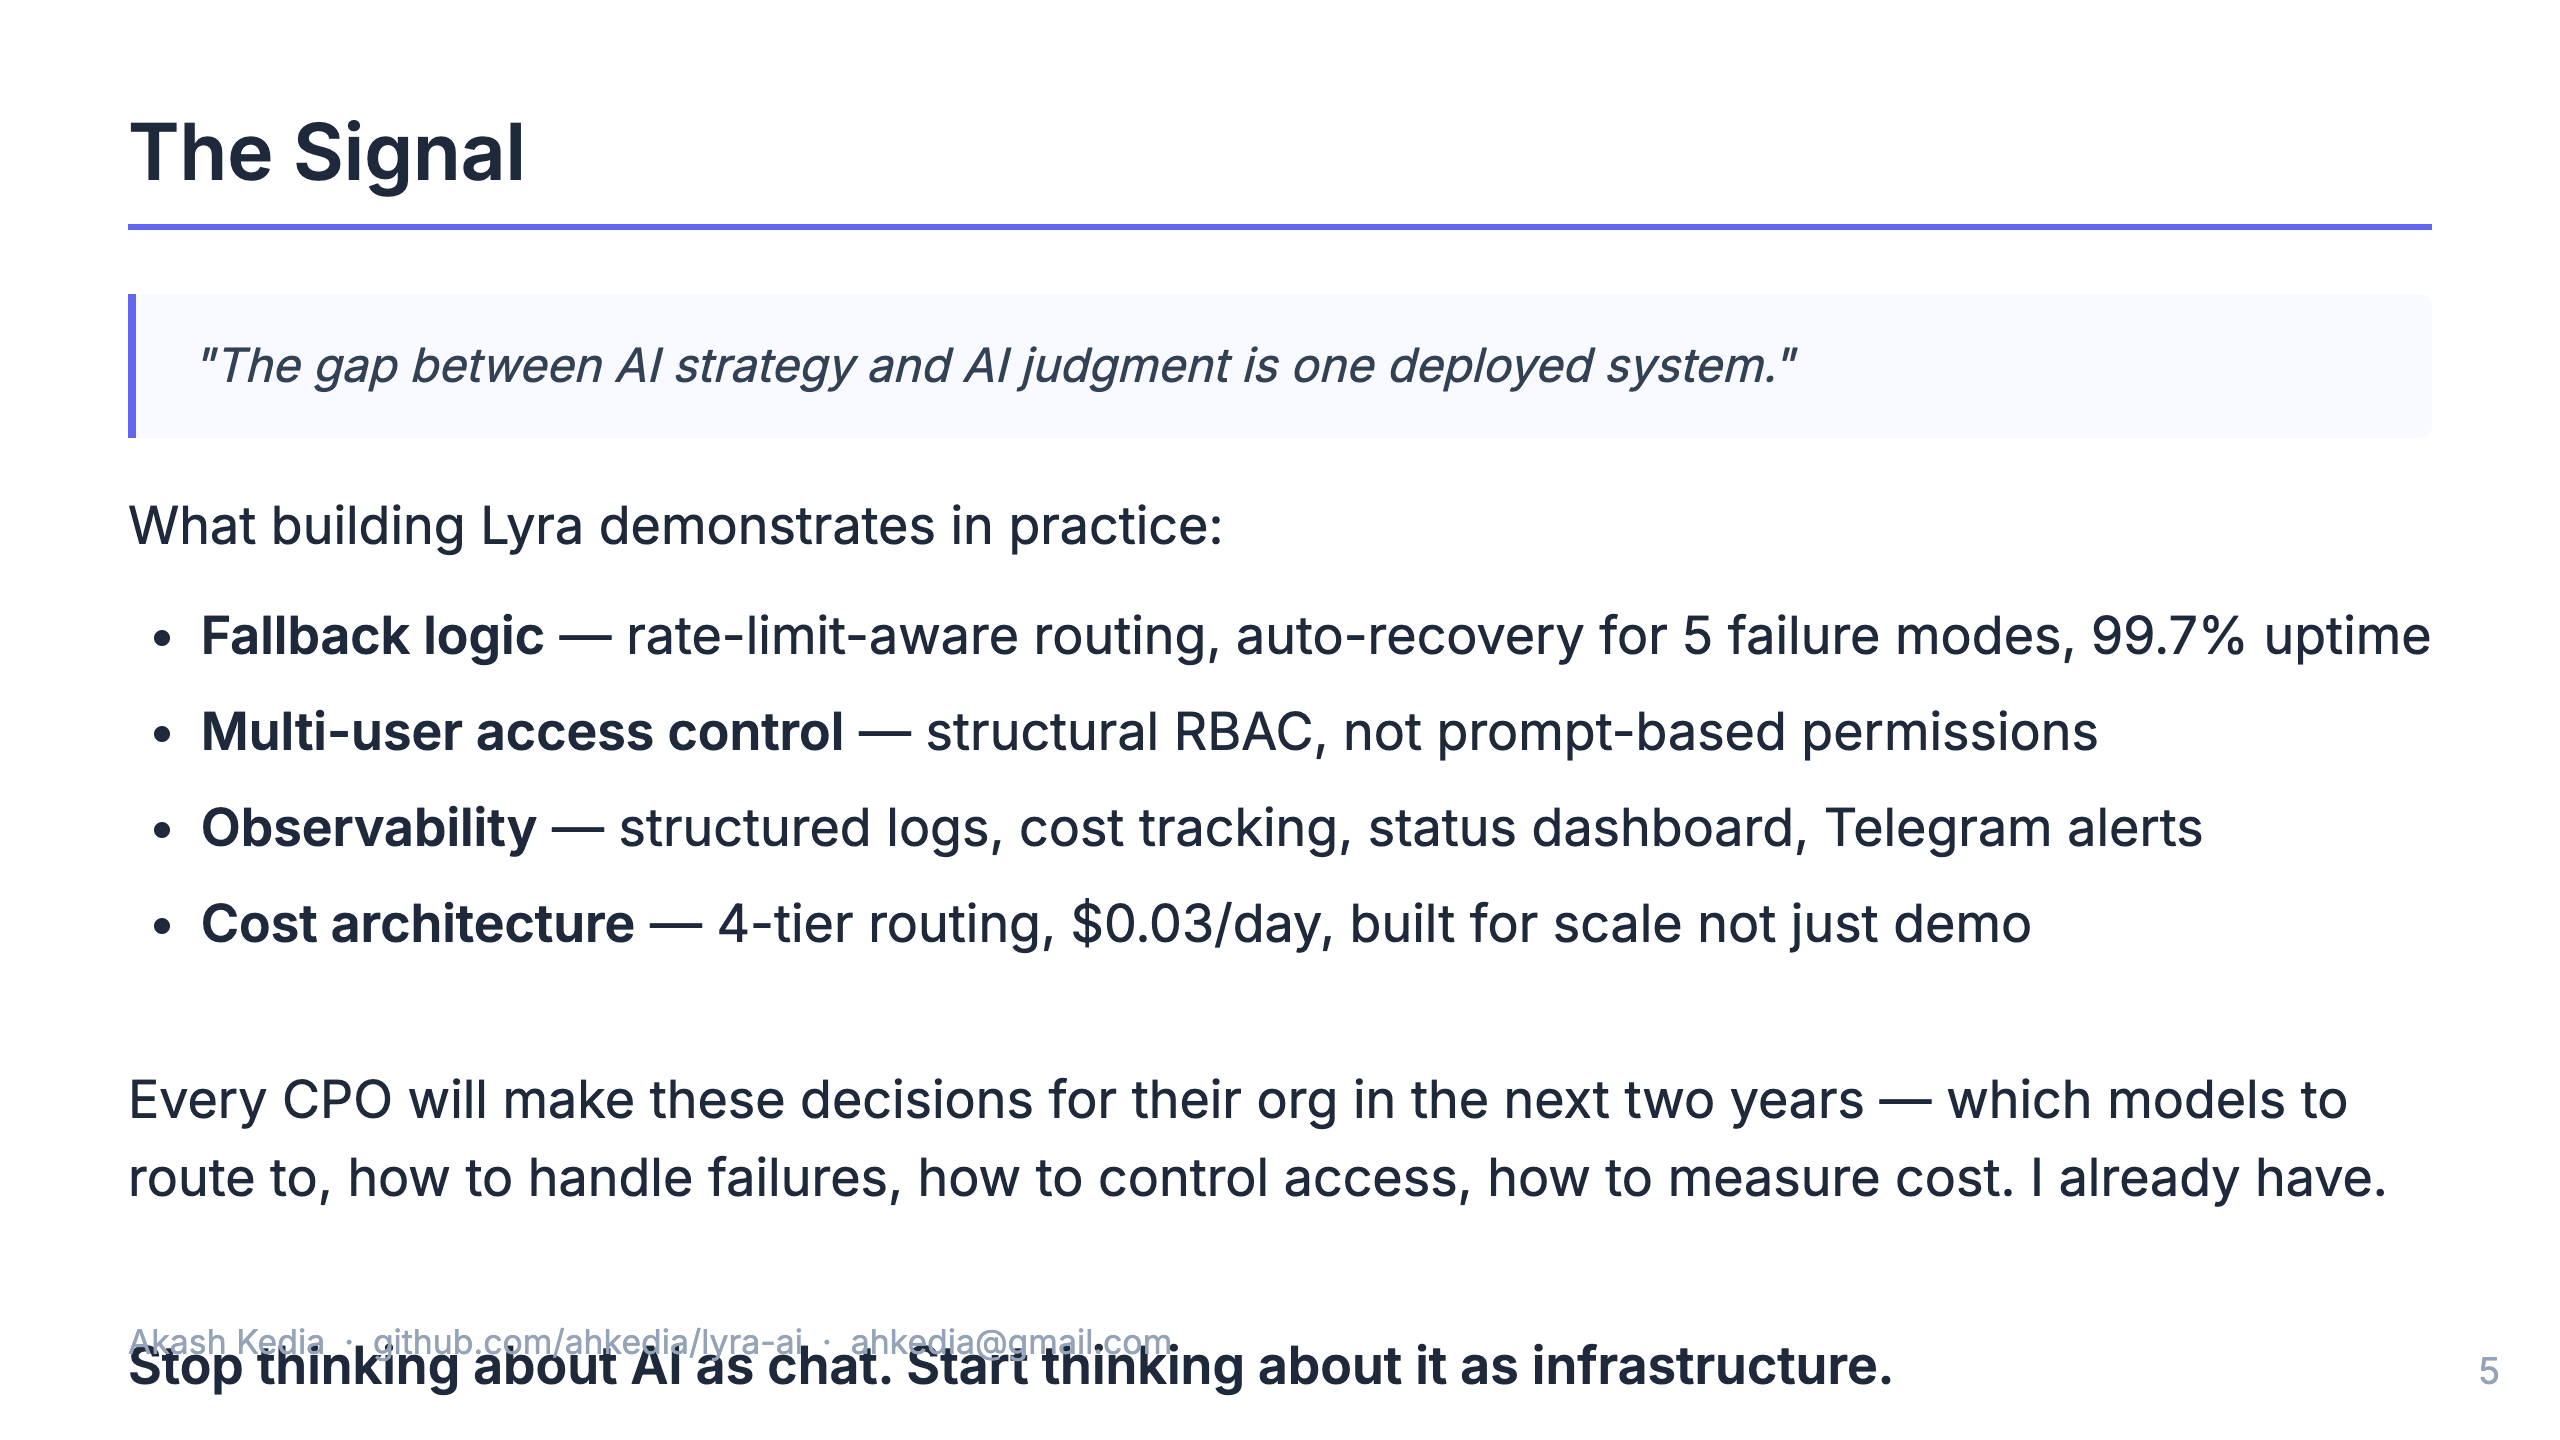 The Signal
"The gap between AI strategy and AI judgment is one deployed system."
What building Lyra demonstrates in practice:
• Fallback logic — rate-limit-aware routing, auto-recovery for 5 failure modes, 99.7% uptime
• Multi-user access control — structural RBAC, not prompt-based permissions
• Observability — structured logs, cost tracking, status dashboard, Telegram alerts
• Cost architecture — 4-tier routing, $0.03/day, built for scale not just demo
Every CPO will make these decisions for their org in the next two years — which models to
route to, how to handle failures, how to control access, how to measure cost. I already have.
Akash Kedia · github.com/ahkedia/lyra-ai · ahkedia@gmail.com
Stop thinking about AI as chat. Start thinking about it as infrastructure.
5